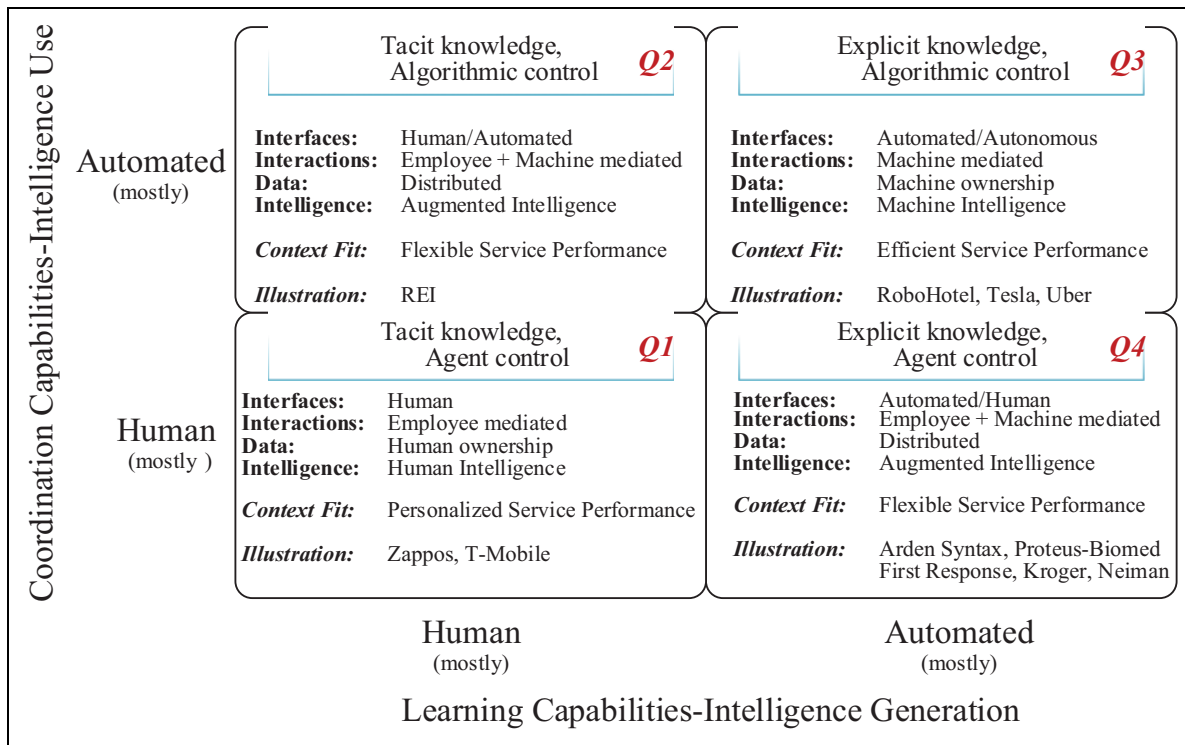 Coordination Capabilities-Intelligence Use
Automated
(mostly)
Human
(mostly )
Tacit knowledge,
Algorithmic control
Q2
Interfaces: Human/Automated
Interactions: Employee + Machine mediated
Data: Distributed
Intelligence: Augmented Intelligence
Context Fit: Flexible Service Performance
Illustration: REI
Explicit knowledge,
Algorithmic control
Q3
Interfaces: Automated/Autonomous
Interactions: Machine mediated
Data: Machine ownership
Intelligence: Machine Intelligence
Context Fit: Efficient Service Performance
Illustration: RoboHotel, Tesla, Uber
Tacit knowledge,
Agent control
Q1
Interfaces: Human
Interactions: Employee mediated
Data: Human ownership
Intelligence: Human Intelligence
Context Fit: Personalized Service Performance
Illustration: Zappos, T-Mobile
Explicit knowledge,
Agent control
Q4
Interfaces: Automated/Human
Interactions: Employee + Machine mediated
Data: Distributed
Intelligence: Augmented Intelligence
Context Fit: Flexible Service Performance
Illustration: Arden Syntax, Proteus-Biomed
First Response, Kroger, Neiman
Human
(mostly)
Automated
(mostly)
Learning Capabilities-Intelligence Generation